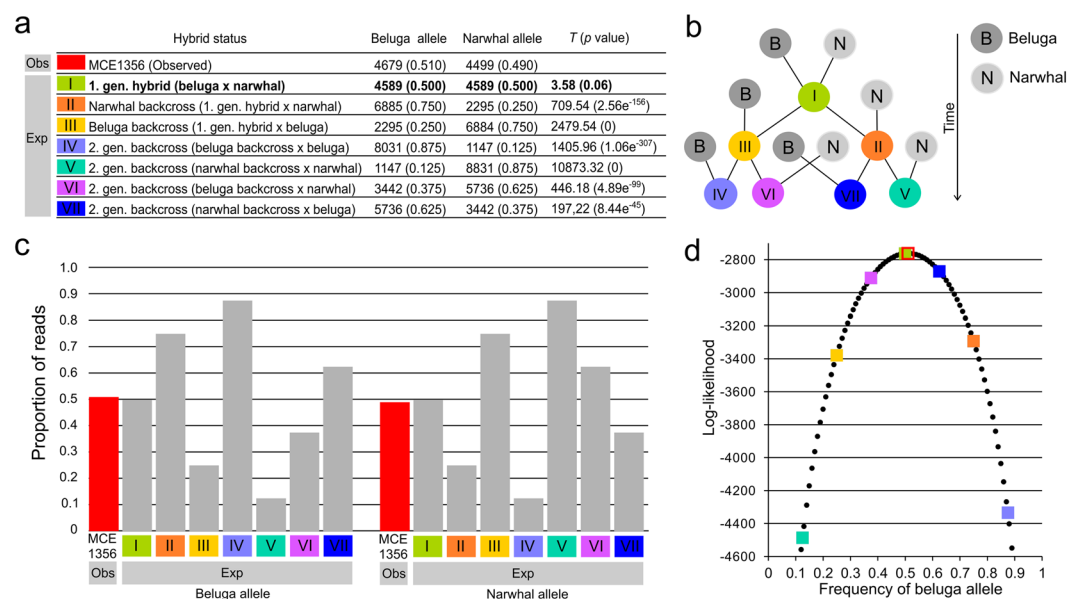 a
Hybrid status Beluga allele Narwhal allele T (p value)
Obs MCE1356 (Observed) 4679 (0.510) 4499 (0.490)
Exp
I 1. gen. hybrid (beluga x narwhal) 4589 (0.500) 4589 (0.500) 3.58 (0.06)
II Narwhal backcross (1. gen. hybrid x narwhal) 6885 (0.750) 2295 (0.250) 709.54 (2.56e-156)
III Beluga backcross (1. gen. hybrid x beluga) 2295 (0.250) 6884 (0.750) 2479.54 (0)
IV 2. gen. backcross (beluga backcross x beluga) 8031 (0.875) 1147 (0.125) 1405.96 (1.06e-307)
V 2. gen. backcross (narwhal backcross x narwhal) 1147 (0.125) 8831 (0.875) 10873.32 (0)
VI 2. gen. backcross (beluga backcross x narwhal) 3442 (0.375) 5736 (0.625) 446.18 (4.89e-99)
VII 2. gen. backcross (narwhal backcross x beluga) 5736 (0.625) 3442 (0.375) 197,22 (8.44e-45)
b
B N
B I N
B III B N II N
IV VI VII V
Time
B Beluga
N Narwhal
c
Proportion of reads
1.0
0.9
0.8
0.7
0.6
0.5
0.4
0.3
0.2
0.1
0
MCE 1356 I II III IV V VI VII MCE 1356 I II III IV V VI VII
Obs Exp Obs Exp
Beluga allele Narwhal allele
d
Log-likelihood
-2800
-3000
-3200
-3400
-3600
-3800
-4000
-4200
-4400
-4600
0 0.1 0.2 0.3 0.4 0.5 0.6 0.7 0.8 0.9 1
Frequency of beluga allele